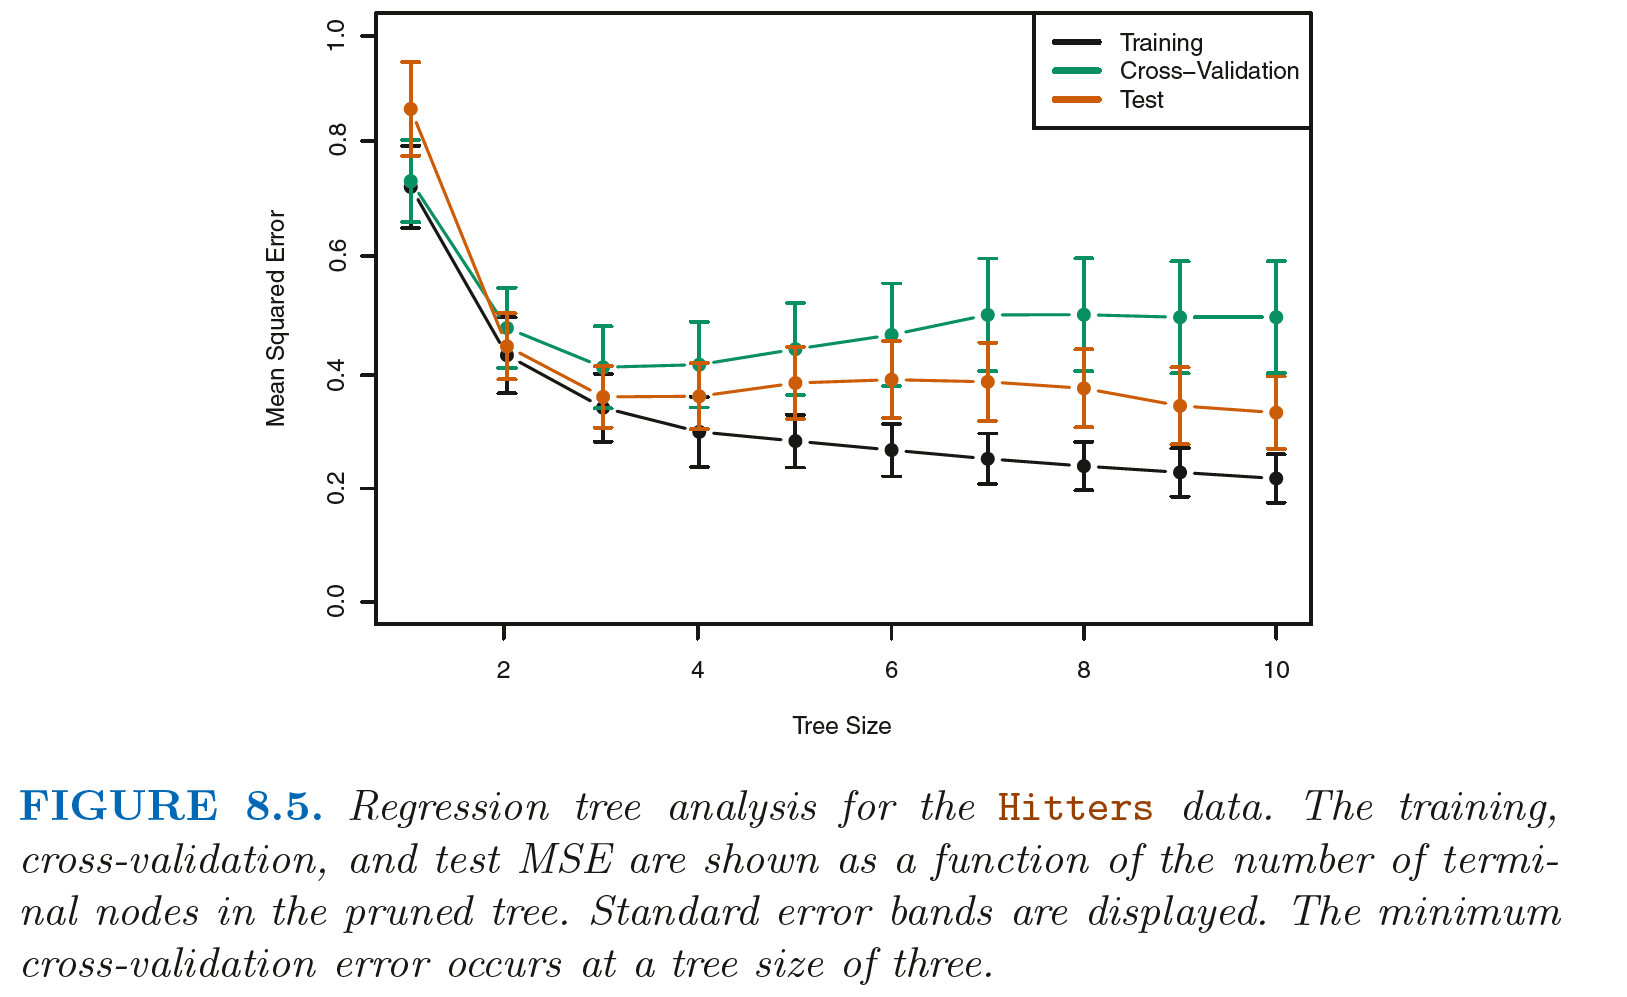 1.0
0.8
0.6
0.4
0.2
0.0
Mean Squared Error
Training
Cross−Validation
Test
2 4 6 8 10
Tree Size
FIGURE 8.5. Regression tree analysis for the Hitters data. The training,
cross-validation, and test MSE are shown as a function of the number of termi-
nal nodes in the pruned tree. Standard error bands are displayed. The minimum
cross-validation error occurs at a tree size of three.